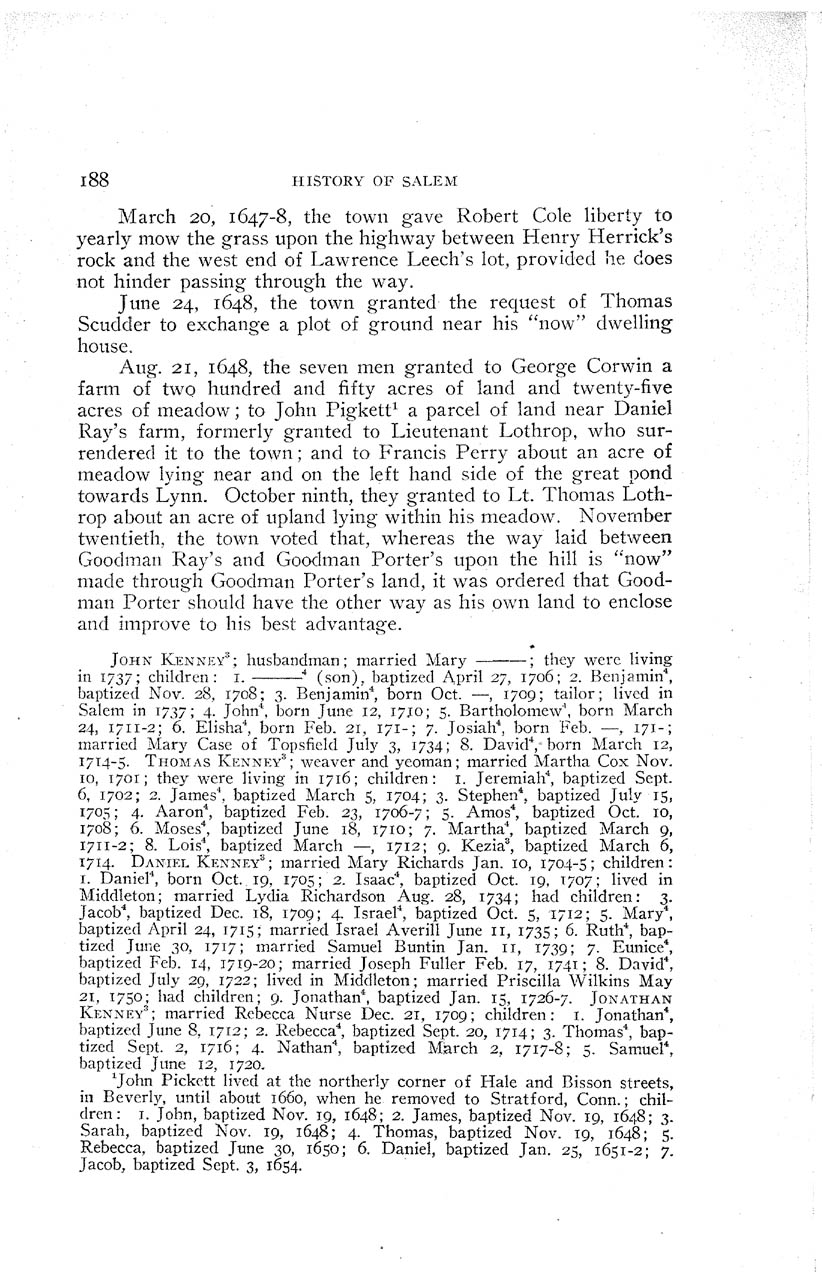 188 HISTORY OF SALEM
March 20, 1647-8, the town gave Robert Cole liberty to
yearly mow the grass upon the highway between Henry Herrick's
rock and the west end of Lawrence Leech's lot, provided he does
not hinder passing through the way.
June 24, 1648, the town granted the request of Thomas
Scudder to exchange a plot of ground near his "now" dwelling
house.
Aug. 21, 1648, the seven men granted to George Corwin a
farm of two hundred and fifty acres of land and twenty-five
acres of meadow; to John Pigkett¹ a parcel of land near Daniel
Ray's farm, formerly granted to Lieutenant Lothrop, who sur-
rendered it to the town; and to Francis Perry about an acre of
meadow lying near and on the left hand side of the great pond
towards Lynn. October ninth, they granted to Lt. Thomas Loth-
rop about an acre of upland lying within his meadow. November
twentieth, the town voted that, whereas the way laid between
Goodman Ray's and Goodman Porter's upon the hill is "now"
made through Goodman Porter's land, it was ordered that Good-
man Porter should have the other way as his own land to enclose
and improve to his best advantage.
JOHN KENNEY³; husbandman; married Mary ———; they were living
in 1737; children: 1. ———⁴ (son), baptized April 27, 1706; 2. Benjamin⁴,
baptized Nov. 28, 1708; 3. Benjamin⁴, born Oct. —, 1709; tailor; lived in
Salem in 1737; 4. John⁴, born June 12, 1710; 5. Bartholomew⁴, born March
24, 1711-2; 6. Elisha⁴, born Feb. 21, 171-; 7. Josiah⁴, born Feb. —, 171-;
married Mary Case of Topsfield July 3, 1734; 8. David⁴, born March 12,
1714-5. THOMAS KENNEY³; weaver and yeoman; married Martha Cox Nov.
10, 1701; they were living in 1716; children: 1. Jeremiah⁴, baptized Sept.
6, 1702; 2. James⁴, baptized March 5, 1704; 3. Stephen⁴, baptized July 15,
1705; 4. Aaron⁴, baptized Feb. 23, 1706-7; 5. Amos⁴, baptized Oct. 10,
1708; 6. Moses⁴, baptized June 18, 1710; 7. Martha⁴, baptized March 9,
1711-2; 8. Lois⁴, baptized March —, 1712; 9. Kezia³, baptized March 6,
1714. DANIEL KENNEY³; married Mary Richards Jan. 10, 1704-5; children:
1. Daniel⁴, born Oct. 19, 1705; 2. Isaac⁴, baptized Oct. 19, 1707; lived in
Middleton; married Lydia Richardson Aug. 28, 1734; had children: 3.
Jacob⁴, baptized Dec. 18, 1709; 4. Israel⁴, baptized Oct. 5, 1712; 5. Mary⁴,
baptized April 24, 1715; married Israel Averill June 11, 1735; 6. Ruth⁴, bap-
tized June 30, 1717; married Samuel Buntin Jan. 11, 1739; 7. Eunice⁴,
baptized Feb. 14, 1719-20; married Joseph Fuller Feb. 17, 1741; 8. David⁴,
baptized July 29, 1722; lived in Middleton; married Priscilla Wilkins May
21, 1750; had children; 9. Jonathan⁴, baptized Jan. 15, 1726-7. JONATHAN
KENNEY³; married Rebecca Nurse Dec. 21, 1709; children: 1. Jonathan⁴,
baptized June 8, 1712; 2. Rebecca⁴, baptized Sept. 20, 1714; 3. Thomas⁴, bap-
tized Sept. 2, 1716; 4. Nathan⁴, baptized March 2, 1717-8; 5. Samuel⁴,
baptized June 12, 1720.
¹John Pickett lived at the northerly corner of Hale and Bisson streets,
in Beverly, until about 1660, when he removed to Stratford, Conn.; chil-
dren: 1. John, baptized Nov. 19, 1648; 2. James, baptized Nov. 19, 1648; 3.
Sarah, baptized Nov. 19, 1648; 4. Thomas, baptized Nov. 19, 1648; 5.
Rebecca, baptized June 30, 1650; 6. Daniel, baptized Jan. 25, 1651-2; 7.
Jacob, baptized Sept. 3, 1654.